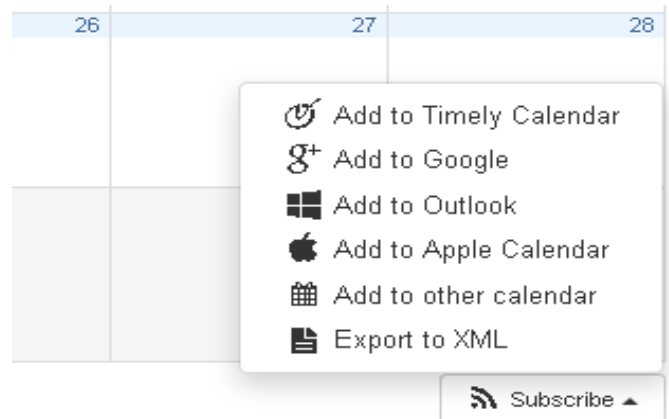 26 27 28
Add to Timely Calendar
g+ Add to Google
Add to Outlook
Add to Apple Calendar
Add to other calendar
Export to XML
Subscribe